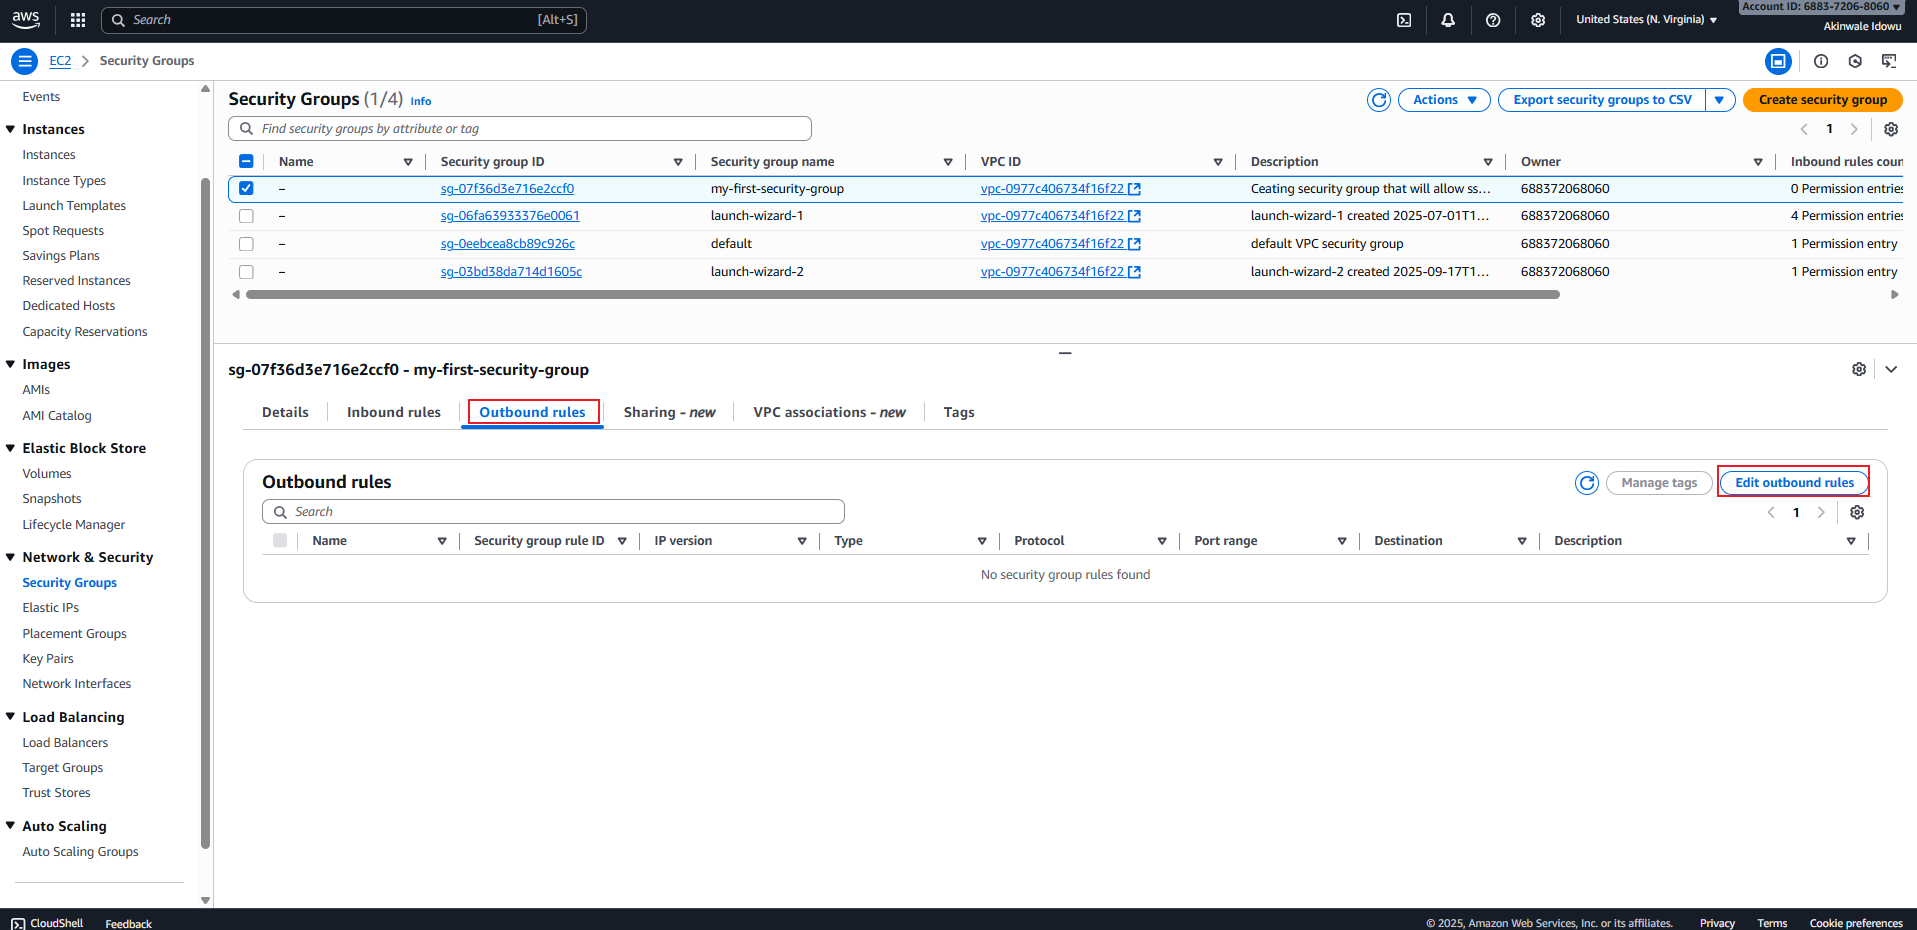 aws
Search
[Alt+S]
United States (N. Virginia)
Account ID: 6883-7206-8060
Akinwale Idowu
EC2
Security Groups
Events
Instances
Instances
Instance Types
Launch Templates
Spot Requests
Savings Plans
Reserved Instances
Dedicated Hosts
Capacity Reservations
Images
AMIs
AMI Catalog
Elastic Block Store
Volumes
Snapshots
Lifecycle Manager
Network & Security
Security Groups
Elastic IPs
Placement Groups
Key Pairs
Network Interfaces
Load Balancing
Load Balancers
Target Groups
Trust Stores
Auto Scaling
Auto Scaling Groups
Security Groups (1/4) Info
Actions
Export security groups to CSV
Create security group
Find security groups by attribute or tag
1
Name Security group ID Security group name VPC ID Description Owner Inbound rules coun
– sg-07f36d3e716e2ccf0 my-first-security-group vpc-0977c406734f16f22 Ceating security group that will allow ss... 688372068060 0 Permission entries
– sg-06fa63933376e0061 launch-wizard-1 vpc-0977c406734f16f22 launch-wizard-1 created 2025-07-01T1... 688372068060 4 Permission entries
– sg-0eebcea8cb89c926c default vpc-0977c406734f16f22 default VPC security group 688372068060 1 Permission entry
– sg-03bd38da714d1605c launch-wizard-2 vpc-0977c406734f16f22 launch-wizard-2 created 2025-09-17T1... 688372068060 1 Permission entry
sg-07f36d3e716e2ccf0 - my-first-security-group
Details Inbound rules Outbound rules Sharing - new VPC associations - new Tags
Outbound rules
Manage tags
Edit outbound rules
Search
1
Name Security group rule ID IP version Type Protocol Port range Destination Description
No security group rules found
CloudShell
Feedback
© 2025, Amazon Web Services, Inc. or its affiliates.
Privacy
Terms
Cookie preferences